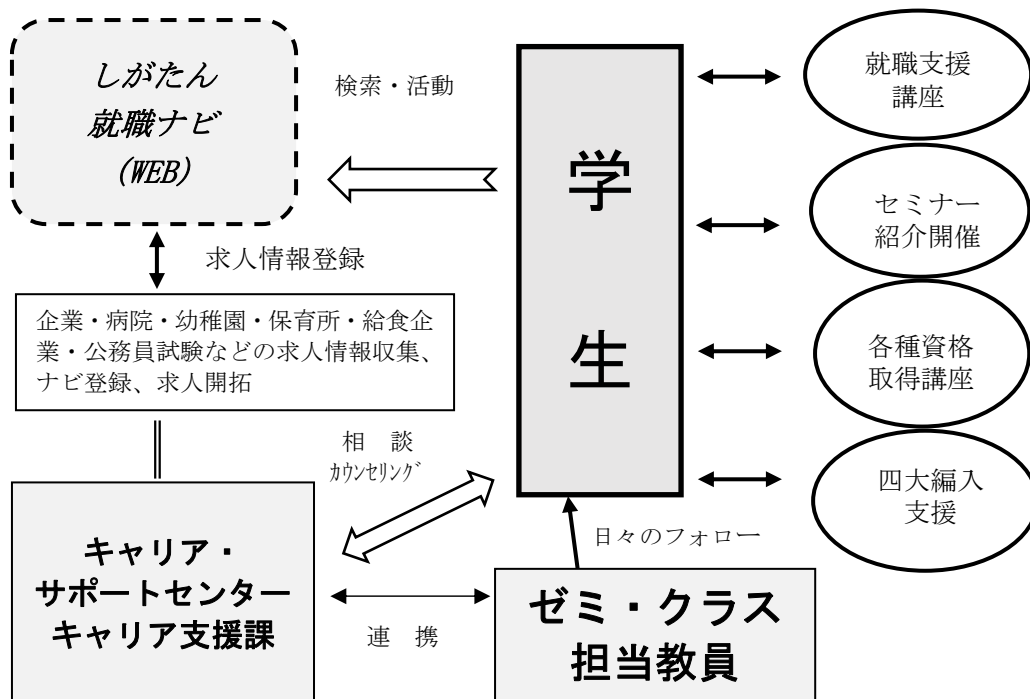 しがたん
就職ナビ
(WEB)
検索・活動
求人情報登録
企業・病院・幼稚園・保育所・給食企
業・公務員試験などの求人情報収集、
ナビ登録、求人開拓
相　談
ｶｳﾝｾﾘﾝｸﾞ
キャリア・
サポートセンター
キャリア支援課
連　携
学
生
日々のフォロー
ゼミ・クラス
担当教員
就職支援
講座
セミナー
紹介開催
各種資格
取得講座
四大編入
支援